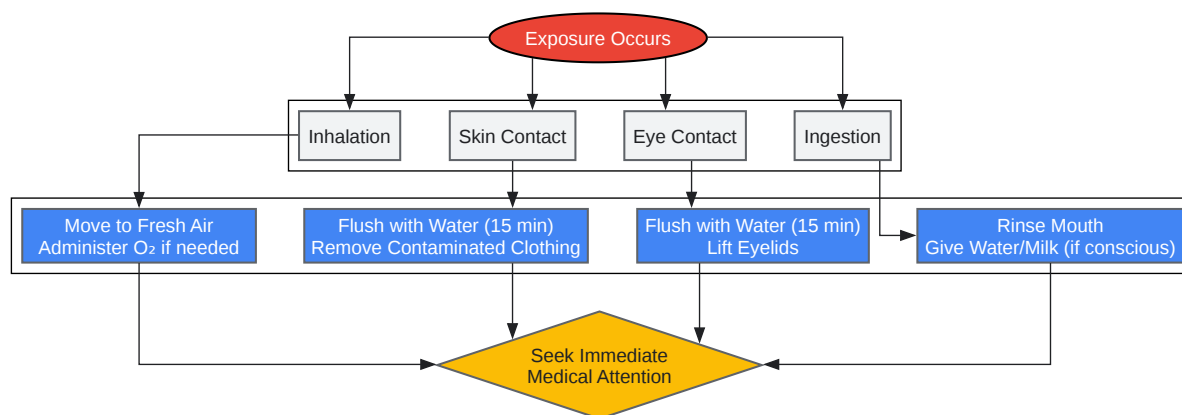 Exposure Occurs
Inhalation
Skin Contact
Eye Contact
Ingestion
Move to Fresh Air
Administer O₂ if needed
Flush with Water (15 min)
Remove Contaminated Clothing
Flush with Water (15 min)
Lift Eyelids
Rinse Mouth
Give Water/Milk (if conscious)
Seek Immediate
Medical Attention